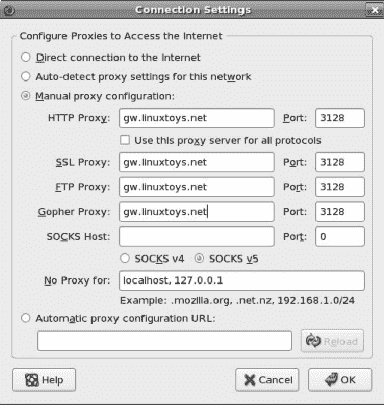 Connection Settings
Configure Proxies to Access the Internet
Direct connection to the Internet
Auto-detect proxy settings for this network
Manual proxy configuration:
HTTP Proxy: gw.linuxtoys.net Port: 3128
Use this proxy server for all protocols
SSL Proxy: gw.linuxtoys.net Port: 3128
FTP Proxy: gw.linuxtoys.net Port: 3128
Gopher Proxy: gw.linuxtoys.net Port: 3128
SOCKS Host: Port: 0
SOCKS v4 SOCKS v5
No Proxy for: localhost, 127.0.0.1
Example: .mozilla.org, .net.nz, 192.168.1.0/24
Automatic proxy configuration URL:
Reload
Help Cancel OK